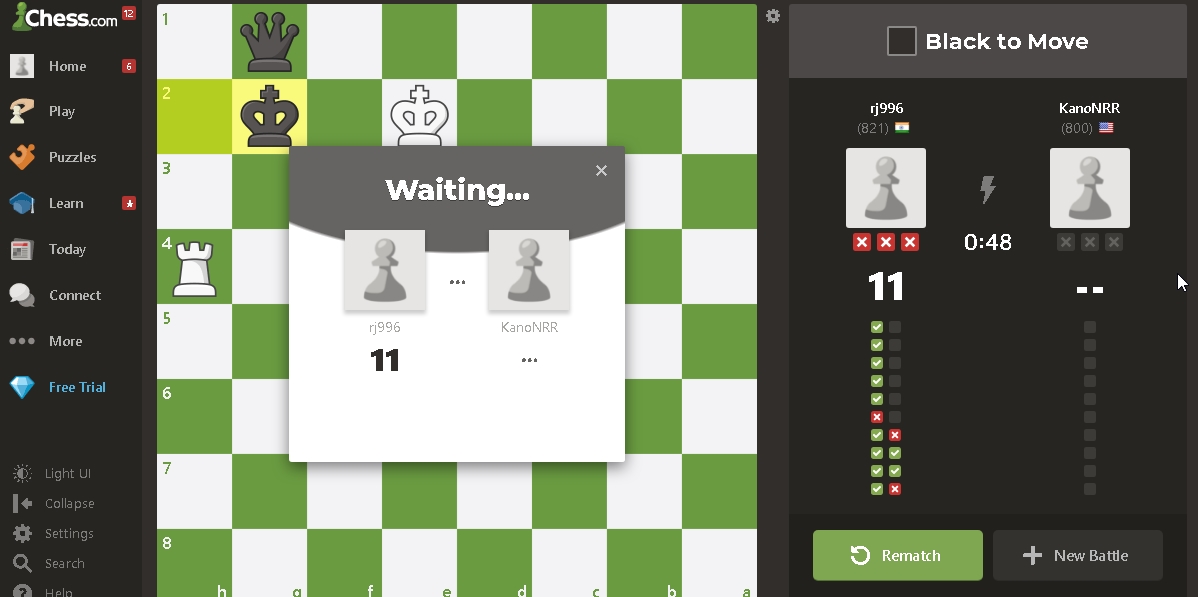 Chess.com 12
Home 6
Play
Puzzles
Learn
Today
Connect
More
Free Trial
Light UI
Collapse
Settings
Search
Help
1
2
3
4
5
6
7
8
h g f e d c b a
Waiting...
...
rj996 KanoNRR
11 ...
Black to Move
rj996 KanoNRR
(821) (800)
0:48
11 --
Rematch
New Battle